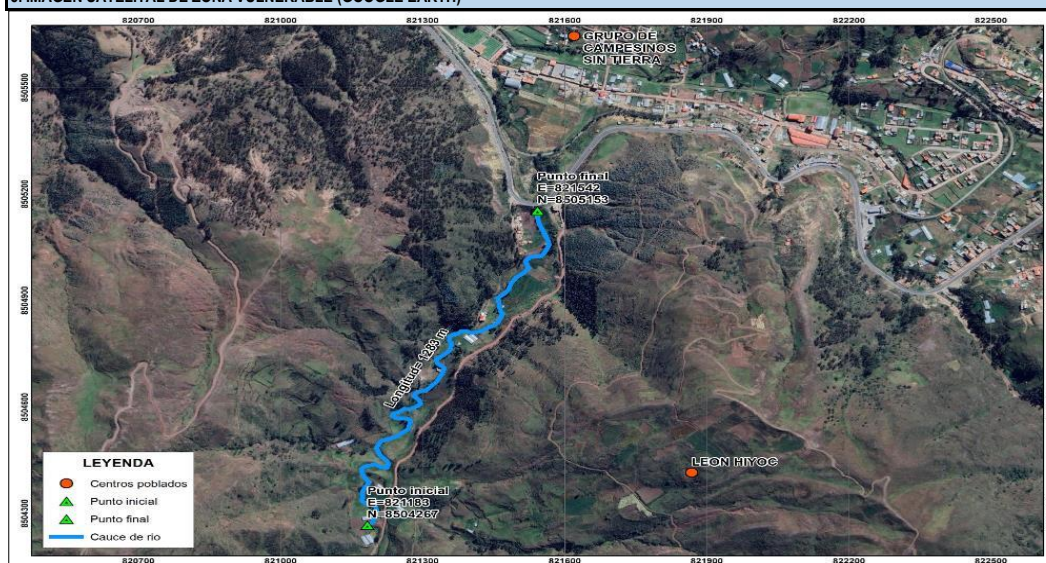 820700 821000 821300 821600 821900 822200 822500
GRUPO DE
CAMPESINOS
SIN TIERRA
8505500
8505200
Punto final
E=821542
N=8505153
8504900
Longitud= 1283 m
8504600
LEON HIYOC
LEYENDA
Centros poblados
Punto inicial
Punto final
Cauce de rio
Punto inicial
E=821183
N=8504267
8504300
820700 821000 821300 821600 821900 822200 822500